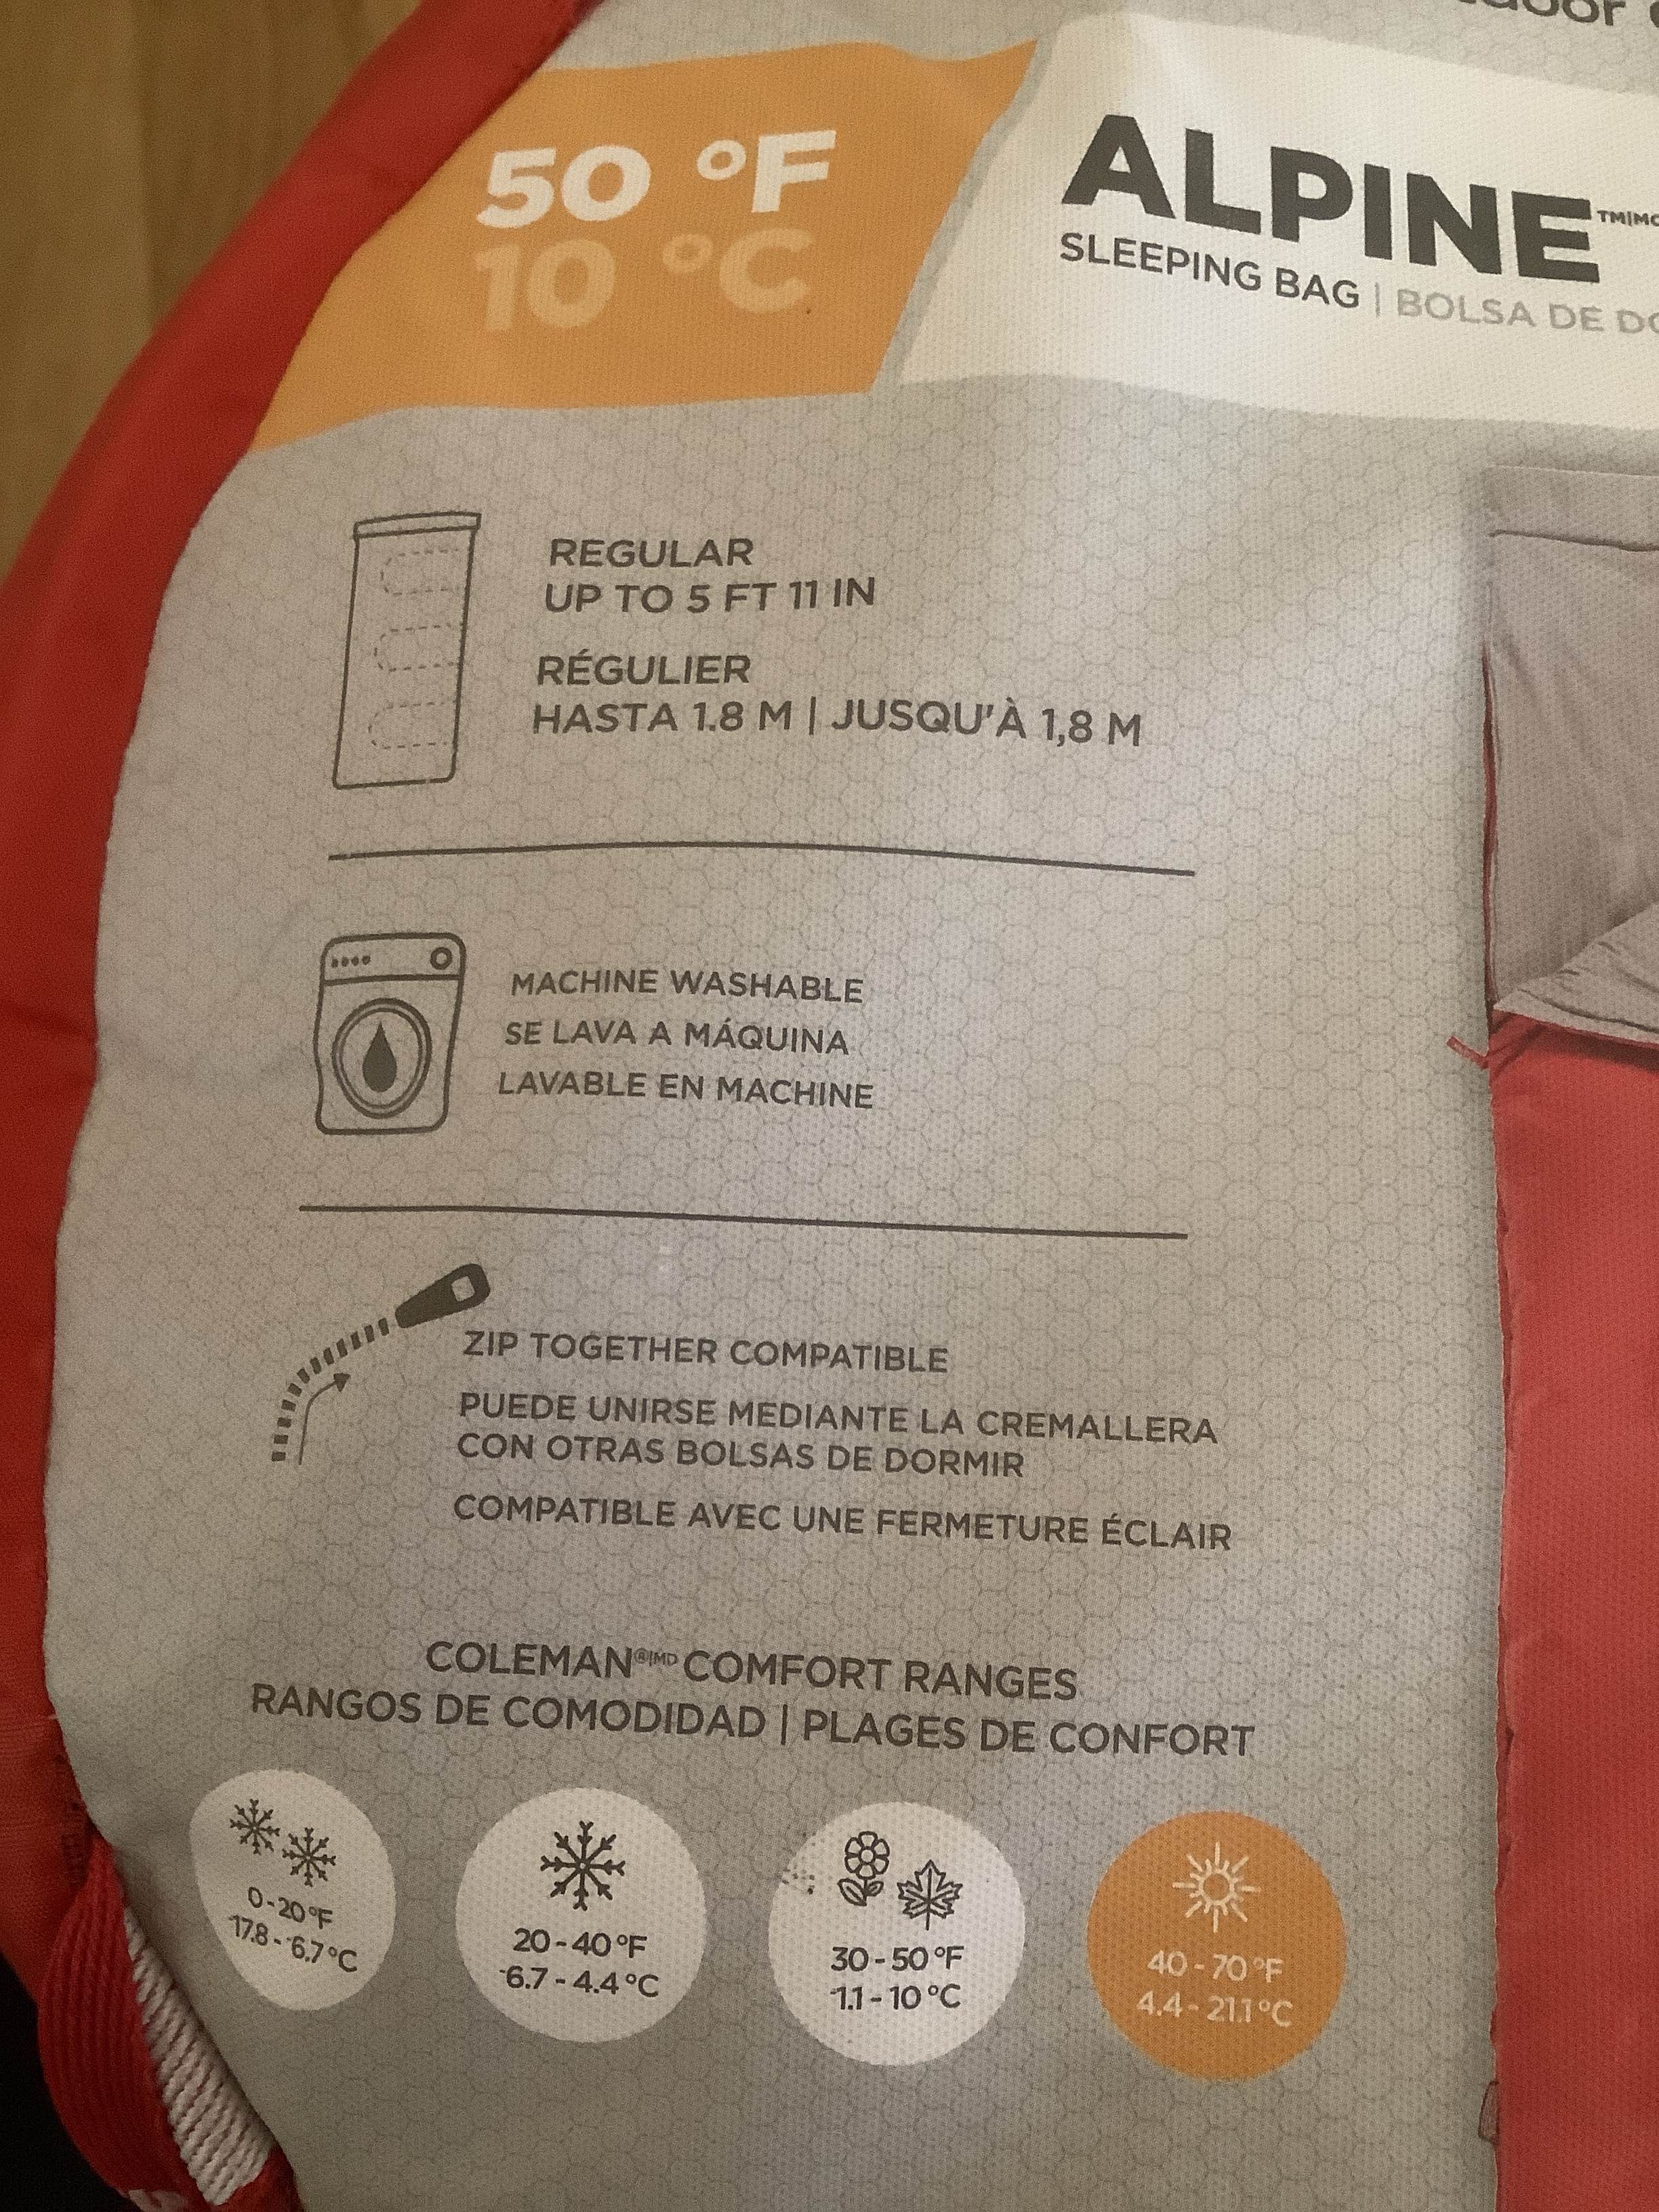 50 °F
10 °C
ALPINE™|MC
SLEEPING BAG | BOLSA DE
REGULAR
UP TO 5 FT 11 IN
RÉGULIER
HASTA 1.8 M | JUSQU'À 1,8 M
MACHINE WASHABLE
SE LAVA A MÁQUINA
LAVABLE EN MACHINE
ZIP TOGETHER COMPATIBLE
PUEDE UNIRSE MEDIANTE LA CREMALLERA
CON OTRAS BOLSAS DE DORMIR
COMPATIBLE AVEC UNE FERMETURE ÉCLAIR
COLEMAN®|MD COMFORT RANGES
RANGOS DE COMODIDAD | PLAGES DE CONFORT
0-20°F
-17.8 - -6.7°C
20-40°F
-6.7 - 4.4°C
30-50°F
-1.1 - 10°C
40-70°F
4.4 - 21.1°C